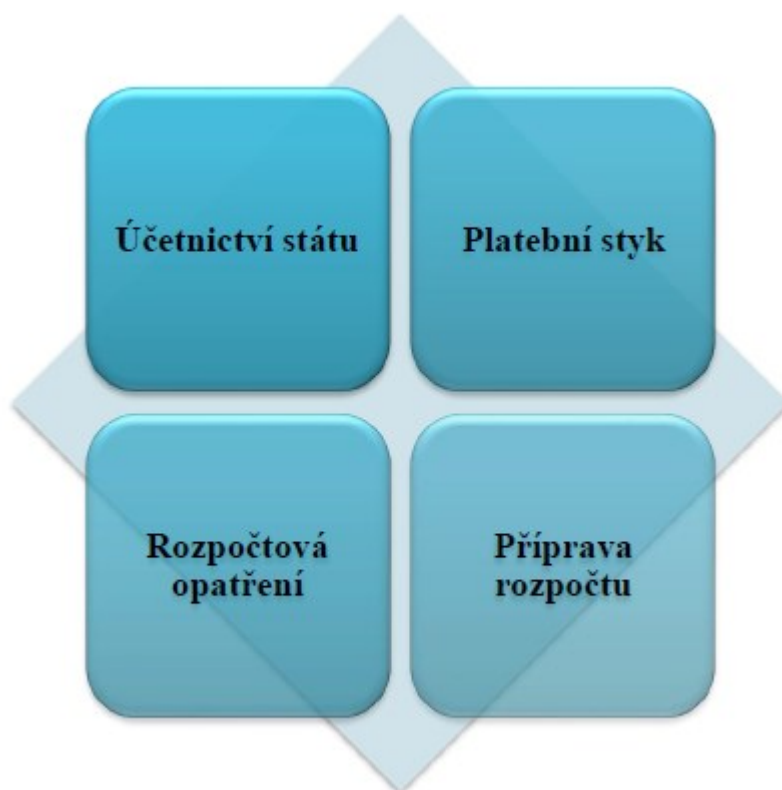 Účetnictví státu
Platební styk
Rozpočtová
opatření
Příprava
rozpočtu